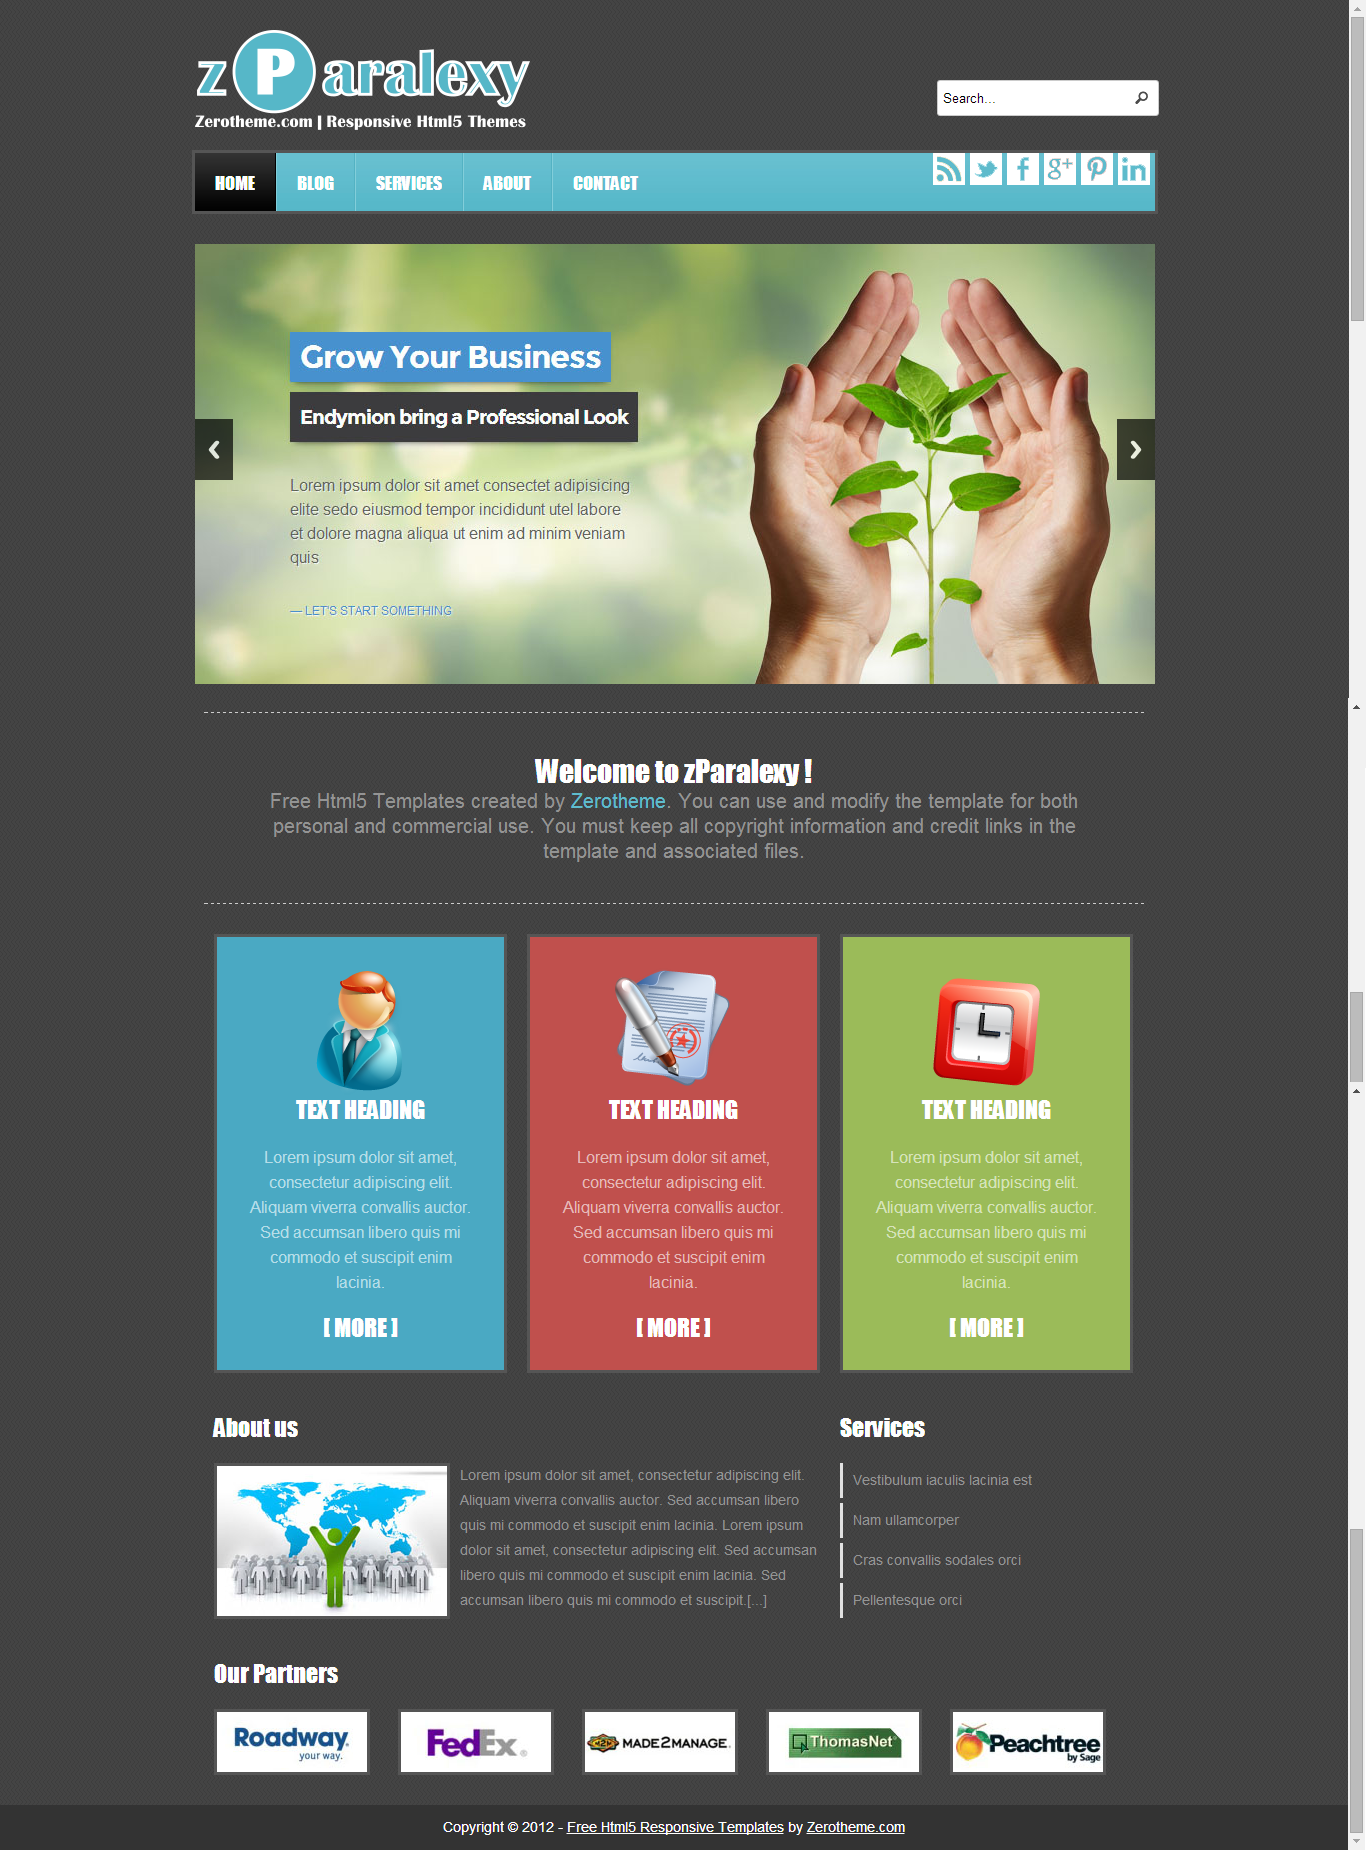 zParalexy
Zerotheme.com | Responsive Html5 Themes
Search...
HOME BLOG SERVICES ABOUT CONTACT
Grow Your Business
Endymion bring a Professional Look
Lorem ipsum dolor sit amet consectet adipisicing
elite sedo eiusmod tempor incididunt utel labore
et dolore magna aliqua ut enim ad minim veniam
quis
— LET'S START SOMETHING
Welcome to zParalexy !
Free Html5 Templates created by Zerotheme. You can use and modify the template for both
personal and commercial use. You must keep all copyright information and credit links in the
template and associated files.
TEXT HEADING
Lorem ipsum dolor sit amet,
consectetur adipiscing elit.
Aliquam viverra convallis auctor.
Sed accumsan libero quis mi
commodo et suscipit enim
lacinia.
[ MORE ]
TEXT HEADING
Lorem ipsum dolor sit amet,
consectetur adipiscing elit.
Aliquam viverra convallis auctor.
Sed accumsan libero quis mi
commodo et suscipit enim
lacinia.
[ MORE ]
TEXT HEADING
Lorem ipsum dolor sit amet,
consectetur adipiscing elit.
Aliquam viverra convallis auctor.
Sed accumsan libero quis mi
commodo et suscipit enim
lacinia.
[ MORE ]
About us
Lorem ipsum dolor sit amet, consectetur adipiscing elit.
Aliquam viverra convallis auctor. Sed accumsan libero
quis mi commodo et suscipit enim lacinia. Lorem ipsum
dolor sit amet, consectetur adipiscing elit. Sed accumsan
libero quis mi commodo et suscipit enim lacinia. Sed
accumsan libero quis mi commodo et suscipit.[...]
Services
Vestibulum iaculis lacinia est
Nam ullamcorper
Cras convallis sodales orci
Pellentesque orci
Our Partners
Roadway
your way.
FedEx
M2M MADE2MANAGE
ThomasNet
Peachtree
by Sage
Copyright © 2012 - Free Html5 Responsive Templates by Zerotheme.com